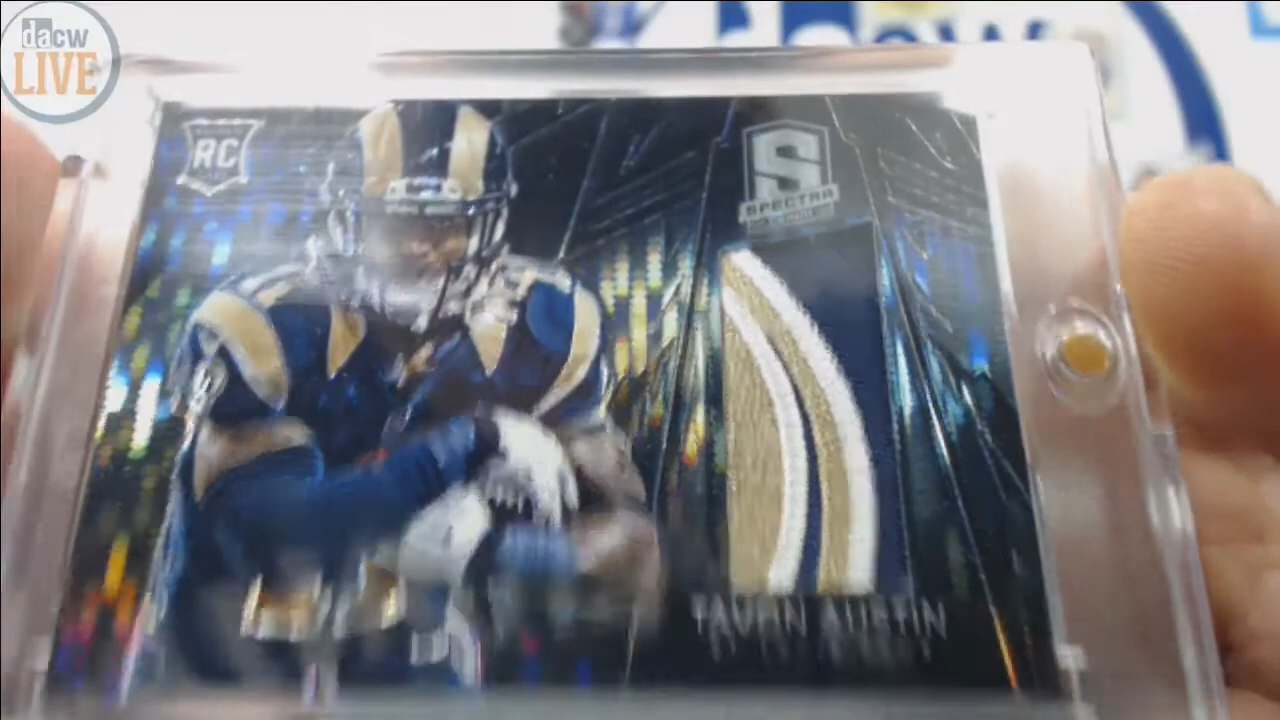 dacw
LIVE
RC
S
SPECTRA
TAVON AUSTIN